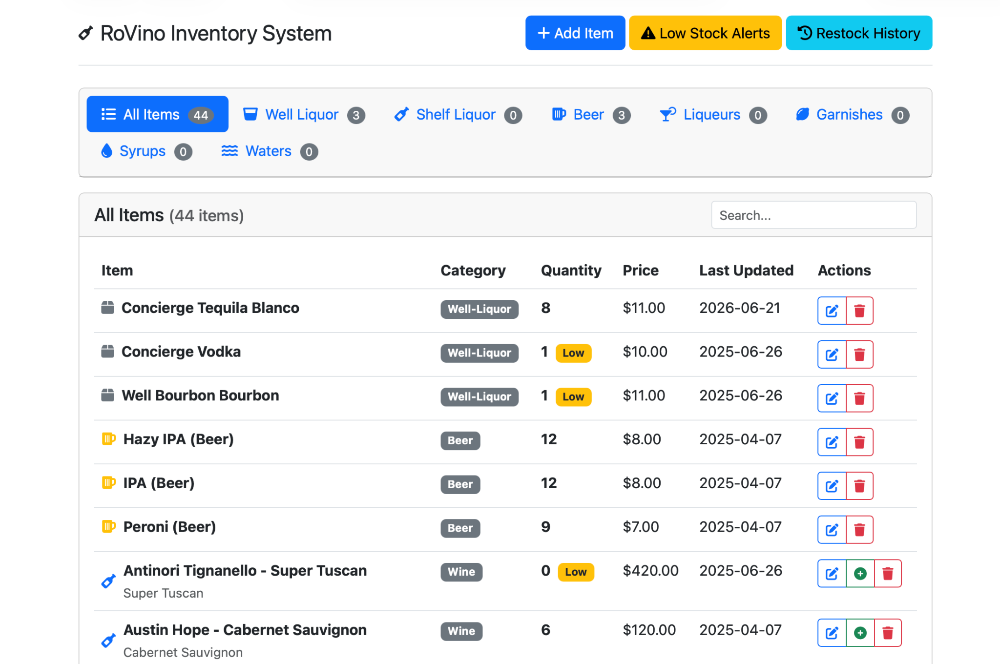 RoVino Inventory System
Add Item
Low Stock Alerts
Restock History
All Items 44
Well Liquor 3
Shelf Liquor 0
Beer 3
Liqueurs 0
Garnishes 0
Syrups 0
Waters 0
All Items (44 items)
Search...
Item Category Quantity Price Last Updated Actions
Concierge Tequila Blanco Well-Liquor 8 $11.00 2026-06-21
Concierge Vodka Well-Liquor 1 Low $10.00 2025-06-26
Well Bourbon Bourbon Well-Liquor 1 Low $11.00 2025-06-26
Hazy IPA (Beer) Beer 12 $8.00 2025-04-07
IPA (Beer) Beer 12 $8.00 2025-04-07
Peroni (Beer) Beer 9 $7.00 2025-04-07
Antinori Tignanello - Super Tuscan Wine 0 Low $420.00 2025-06-26
Super Tuscan
Austin Hope - Cabernet Sauvignon Wine 6 $120.00 2025-04-07
Cabernet Sauvignon